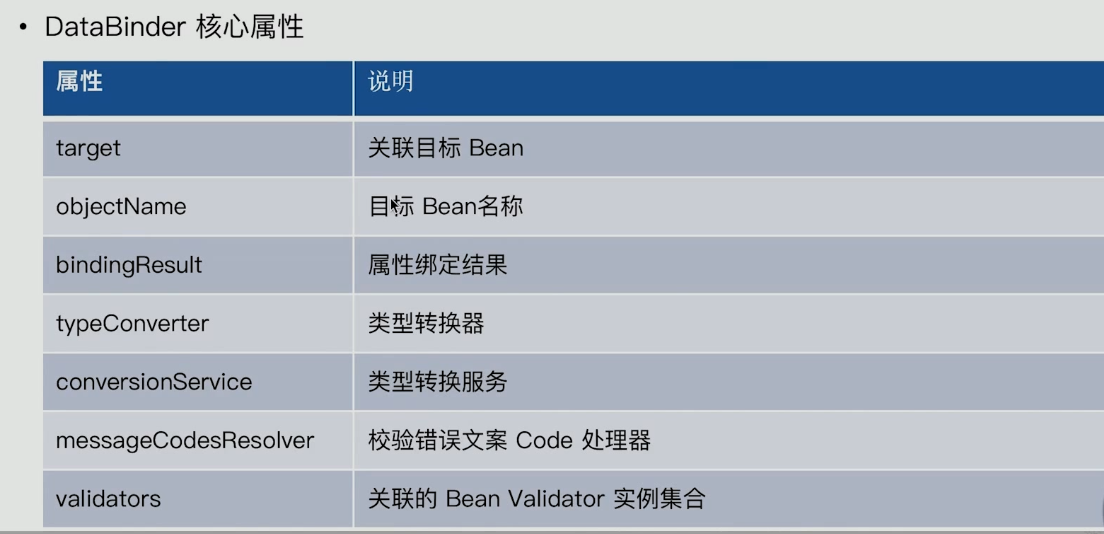 • DataBinder 核心属性
属性 说明
target 关联目标 Bean
objectName 目标 Bean名称
bindingResult 属性绑定结果
typeConverter 类型转换器
conversionService 类型转换服务
messageCodesResolver 校验错误文案 Code 处理器
validators 关联的 Bean Validator 实例集合